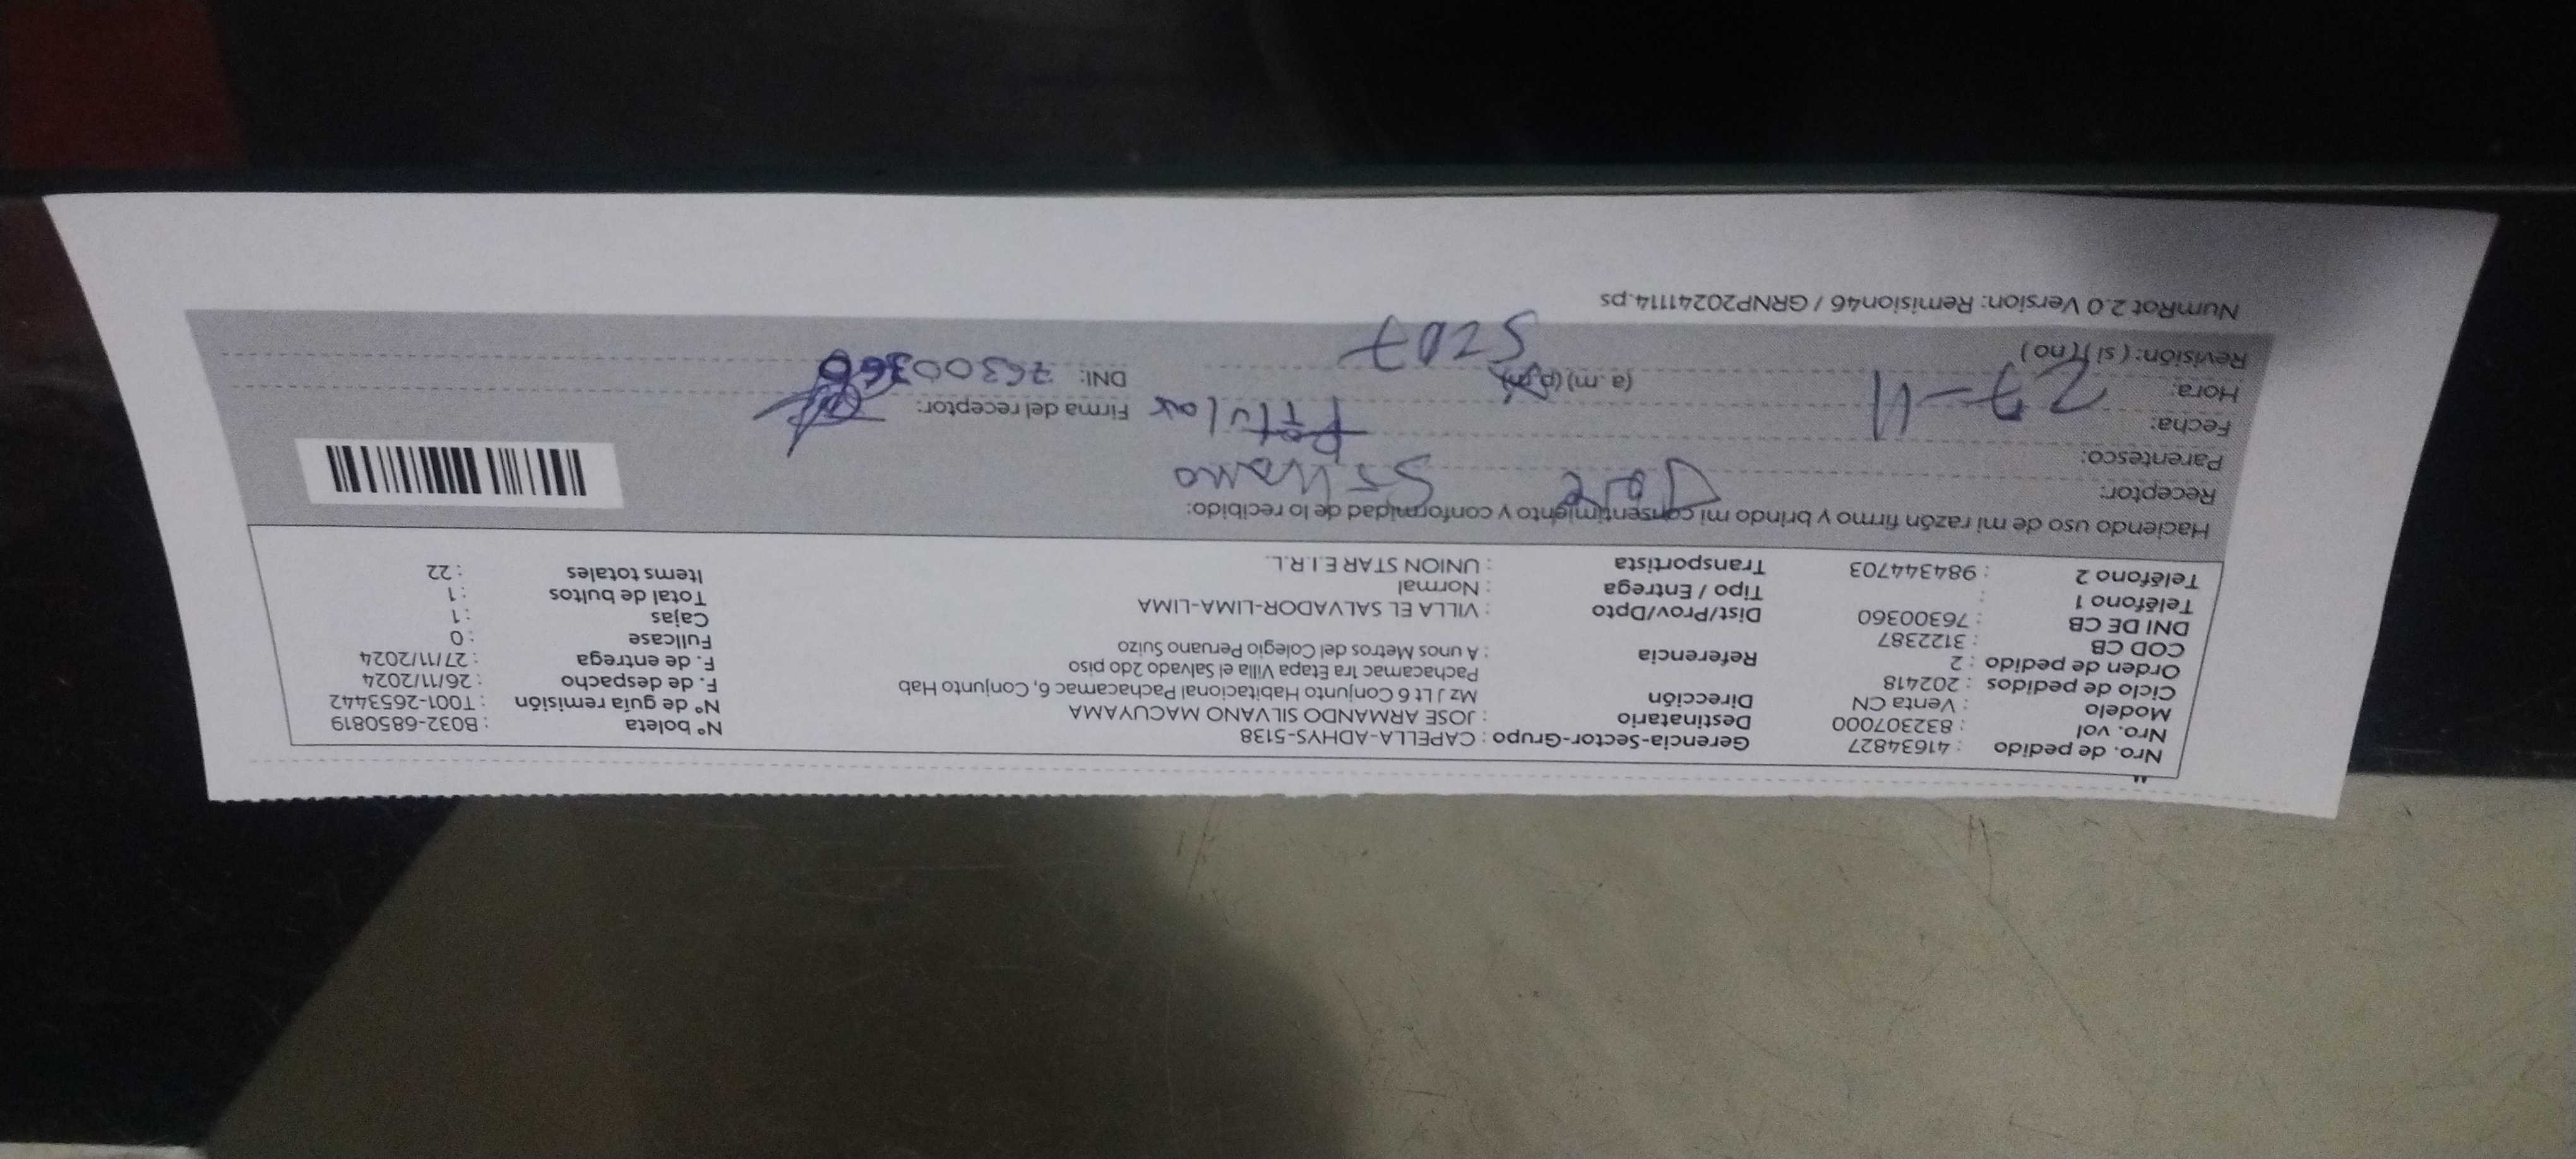 Nro. de pedido : 41634827 Gerencia-Sector-Grupo : CAPELLA-ADHYS-5138 Nº boleta : B032-6850819
Nro. vol : 832307000 Destinatario : JOSE ARMANDO SILVANO MACUYAMA Nº de guía remisión : T001-2653442
Modelo : Venta CN Dirección Mz J Lt 6 Conjunto Habitacional Pachacamac 6, Conjunto Hab F. de despacho : 26/11/2024
Ciclo de pedidos : 202418 Pachacamac 1ra Etapa Villa el Salvado 2do piso F. de entrega : 27/11/2024
Orden de pedido : 2 Referencia : A unos Metros del Colegio Peruano Suizo Fullcase : 0
COD CB : 3122387 Dist/Prov/Dpto : VILLA EL SALVADOR-LIMA-LIMA Cajas : 1
DNI DE CB : 76300360 Tipo / Entrega : Normal Total de bultos : 1
Teléfono 1 : Transportista : UNION STAR E.I.R.L. Items totales : 22
Teléfono 2 : 984344703
Haciendo uso de mi razón firmo y brindo mi consentimiento y conformidad de lo recibido:
Receptor: Jose Silvano
Parentesco: Titular Firma del receptor:
Fecha: 27-11
Hora: (a.m) (p.m) DNI: 76300360
Revisión: ( si ) ( no )
NumRot 2.0 Version: Remision46 / GRNP20241114.ps